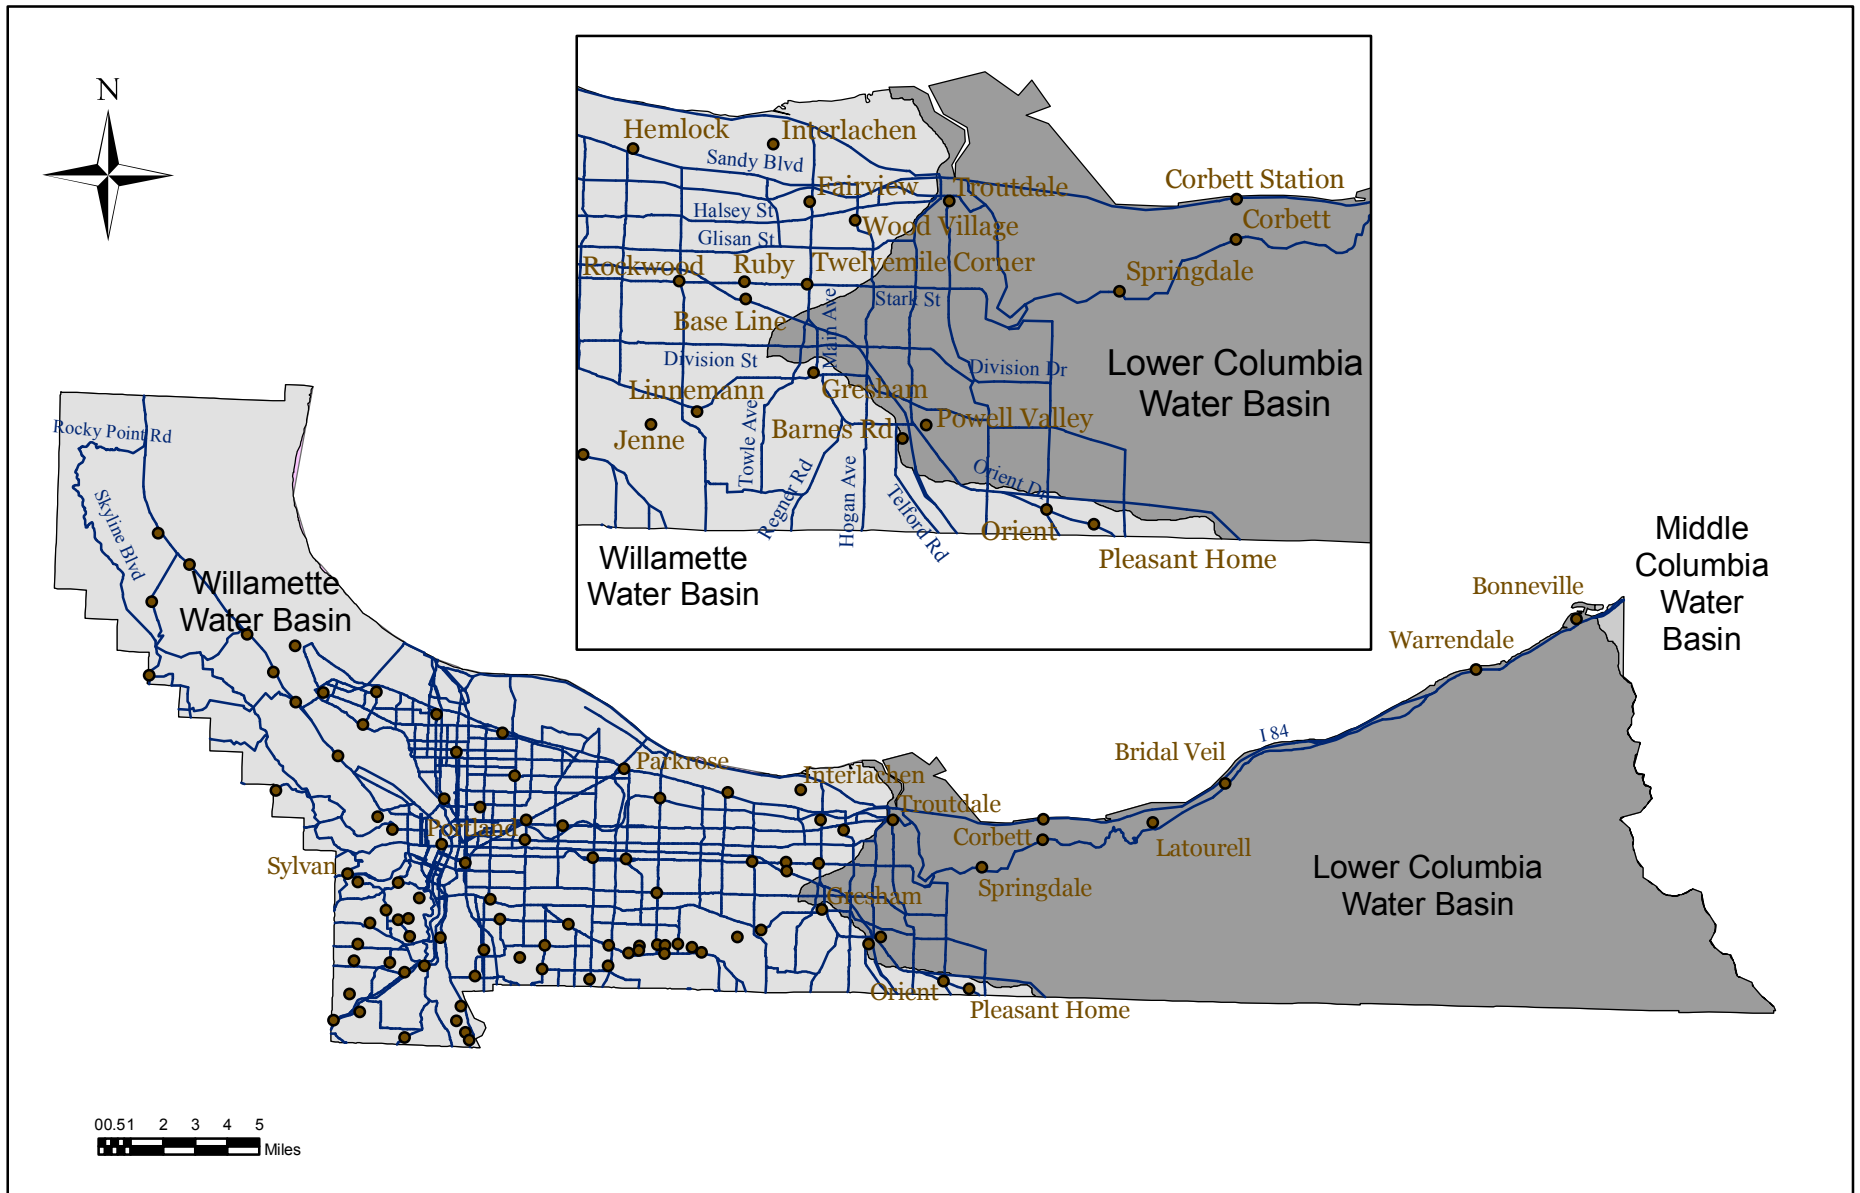 N
Hemlock
Interlachen
Sandy Blvd
Fairview
Troutdale
Corbett Station
Halsey St
Wood Village
Corbett
Glisan St
Rockwood
Ruby
Twelvemile Corner
Springdale
Stark St
Base Line
Main Ave
Division St
Division Dr
Lower Columbia
Water Basin
Linnemann
Gresham
Towle Ave
Barnes Rd
Powell Valley
Jenne
Regner Rd
Hogan Ave
Telford Rd
Orient Dr
Orient
Pleasant Home
Willamette
Water Basin
Rocky Point Rd
Skyline Blvd
Willamette
Water Basin
Middle
Columbia
Water
Basin
Bonneville
Warrendale
I 84
Bridal Veil
Parkrose
Interlachen
Troutdale
Portland
Corbett
Latourell
Sylvan
Springdale
Gresham
Lower Columbia
Water Basin
Orient
Pleasant Home
0 0.5 1 2 3 4 5
Miles